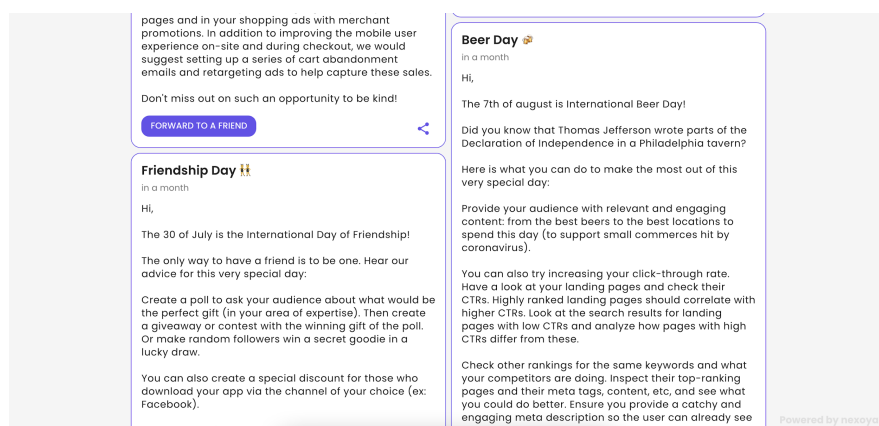 pages and in your shopping ads with merchant
promotions. In addition to improving the mobile user
experience on-site and during checkout, we would
suggest setting up a series of cart abandonment
emails and retargeting ads to help capture these sales.
Don't miss out on such an opportunity to be kind!
FORWARD TO A FRIEND
Friendship Day 👯
in a month
Hi,
The 30 of July is the International Day of Friendship!
The only way to have a friend is to be one. Hear our
advice for this very special day:
Create a poll to ask your audience about what would be
the perfect gift (in your area of expertise). Then create
a giveaway or contest with the winning gift of the poll.
Or make random followers win a secret goodie in a
lucky draw.
You can also create a special discount for those who
download your app via the channel of your choice (ex:
Facebook).
Beer Day 🍻
in a month
Hi,
The 7th of august is International Beer Day!
Did you know that Thomas Jefferson wrote parts of the
Declaration of Independence in a Philadelphia tavern?
Here is what you can do to make the most out of this
very special day:
Provide your audience with relevant and engaging
content: from the best beers to the best locations to
spend this day (to support small commerces hit by
coronavirus).
You can also try increasing your click-through rate.
Have a look at your landing pages and check their
CTRs. Highly ranked landing pages should correlate with
higher CTRs. Look at the search results for landing
pages with low CTRs and analyze how pages with high
CTRs differ from these.
Check other rankings for the same keywords and what
your competitors are doing. Inspect their top-ranking
pages and their meta tags, content, etc, and see what
you could do better. Ensure you provide a catchy and
engaging meta description so the user can already see
Powered by nexoya